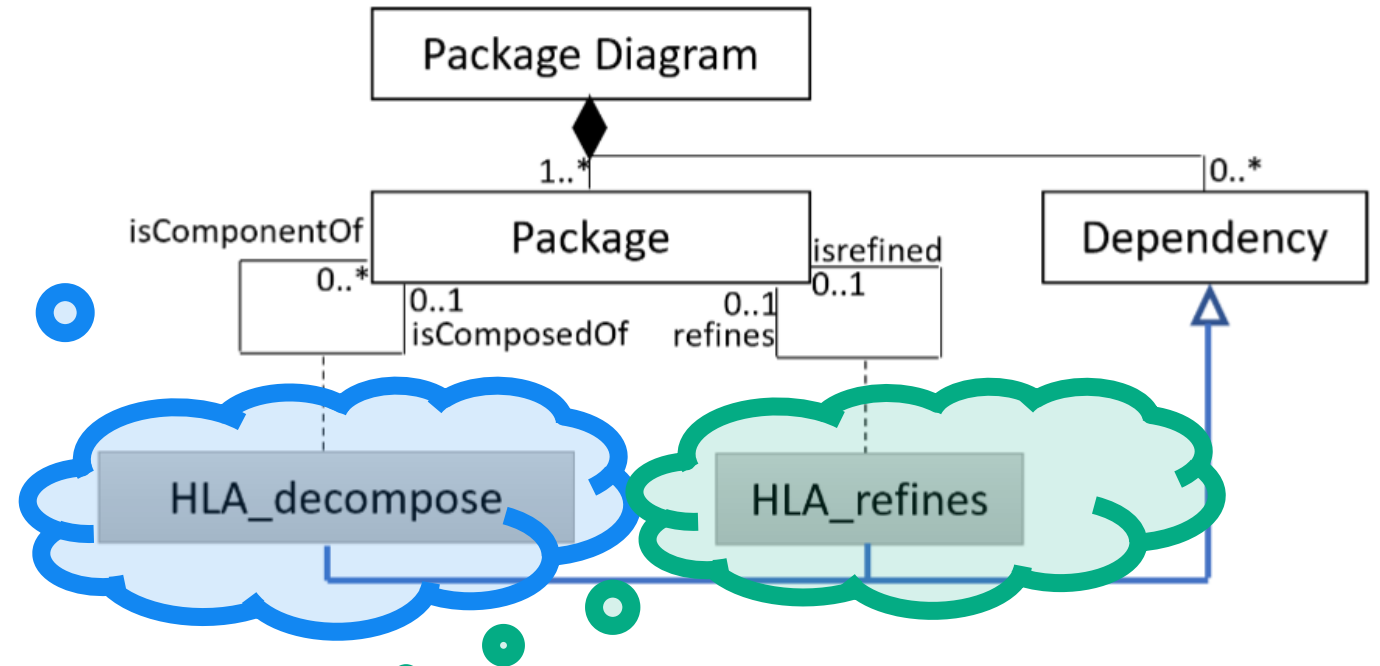 Package Diagram
1..*
0..*
isComponentOf
Package
isrefined
Dependency
0..*
0..1
0..1
0..1
isComposedOf
refines
HLA_decompose
HLA_refines